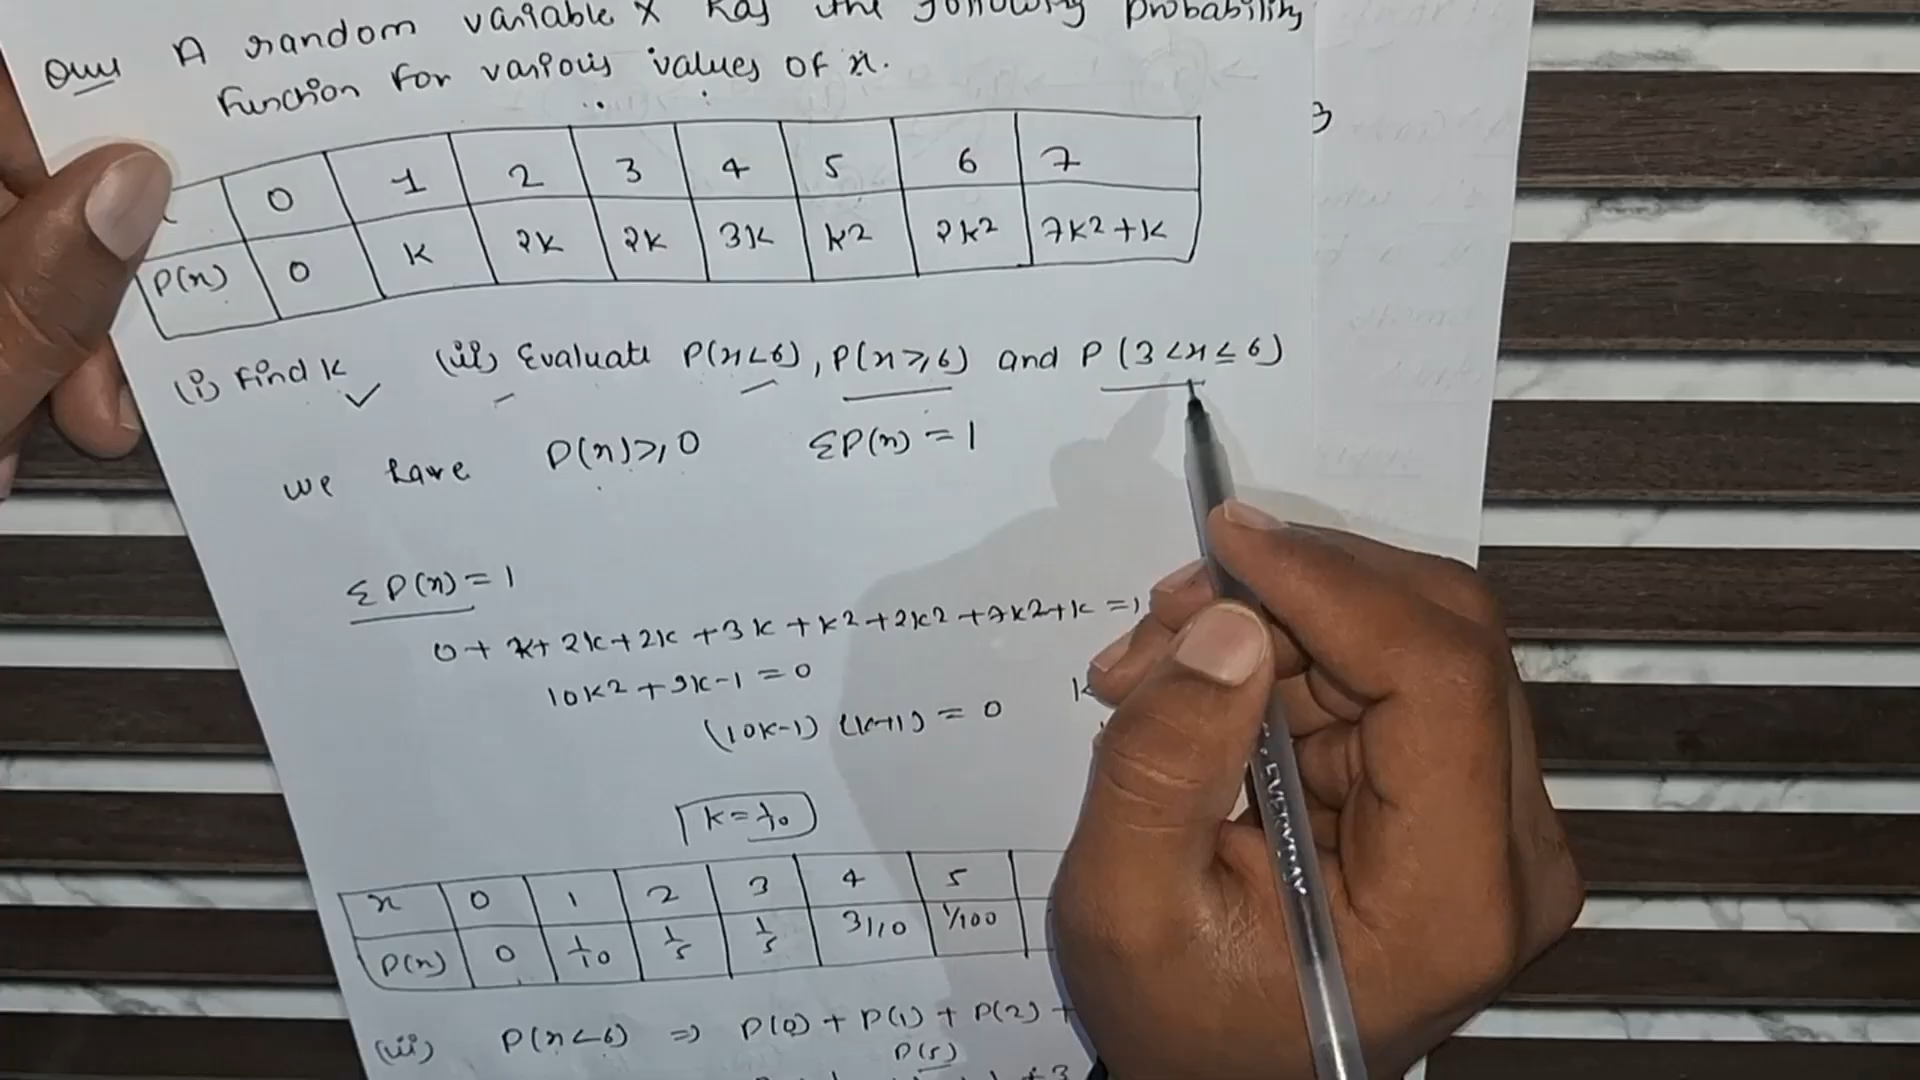 Que A random variable X has the following probability
function for various values of x.
0 1 2 3 4 5 6 7
P(x) 0 k 2k 2k 3k k2 2k2 7k2+k
3
(i) Find k (ii) Evaluate P(x<6), P(x≥6) and P(3<x≤6)
we have P(x)≥0 ΣP(x)=1
ΣP(x)=1
0+k+2k+2k+3k+k2+2k2+7k2+k=1
10k2+9k-1=0
(10k-1)(k+1)=0 k
k=1/10
x 0 1 2 3 4 5
P(x) 0 1/10 1/5 1/5 3/10 1/100
(ii) P(x<6) ⇒ P(0)+P(1)+P(2)+
P(5)
EVERYDAY